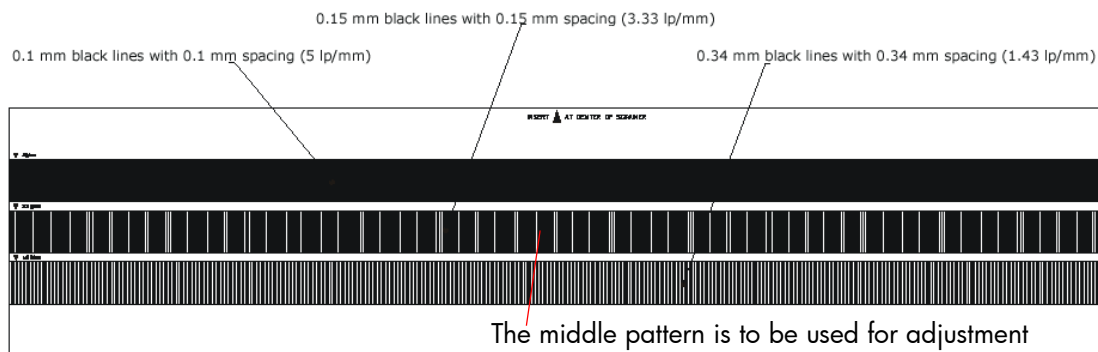 0.15 mm black lines with 0.15 mm spacing (3.33 lp/mm)
0.1 mm black lines with 0.1 mm spacing (5 lp/mm)
0.34 mm black lines with 0.34 mm spacing (1.43 lp/mm)
INSERT AT CENTER OF SCANNER
The middle pattern is to be used for adjustment